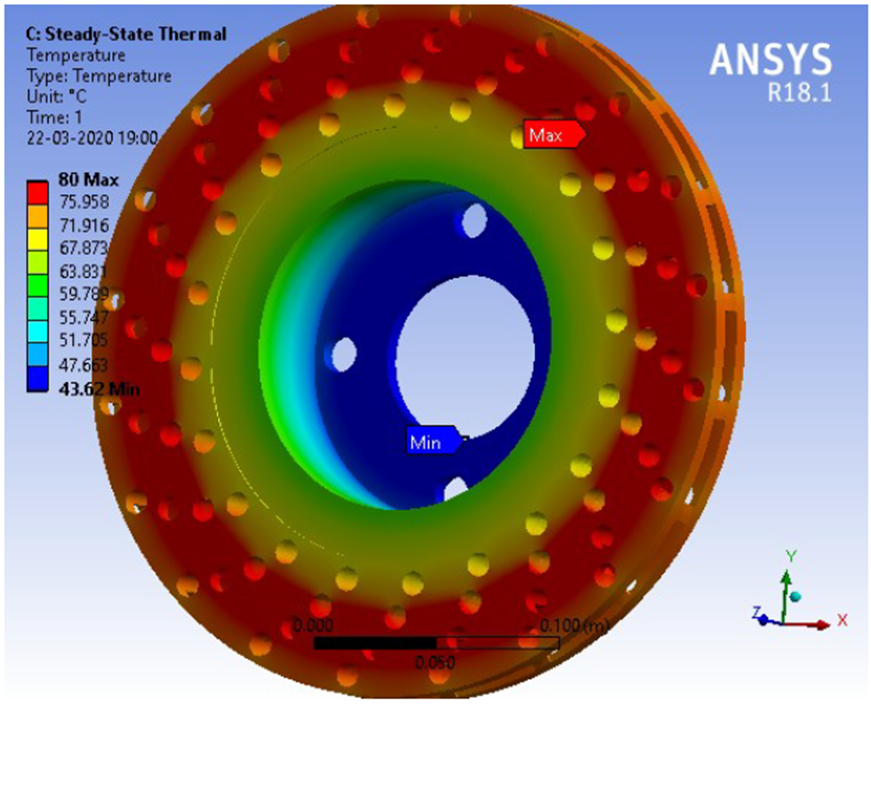 C: Steady-State Thermal
Temperature
Type: Temperature
Unit: °C
Time: 1
22-03-2020 19:00
ANSYS
R18.1
80 Max
75.958
71.916
67.873
63.831
59.789
55.747
51.705
47.663
43.62 Min
Max
Min
0.000
0.100 (m)
0.050
Y
Z
X